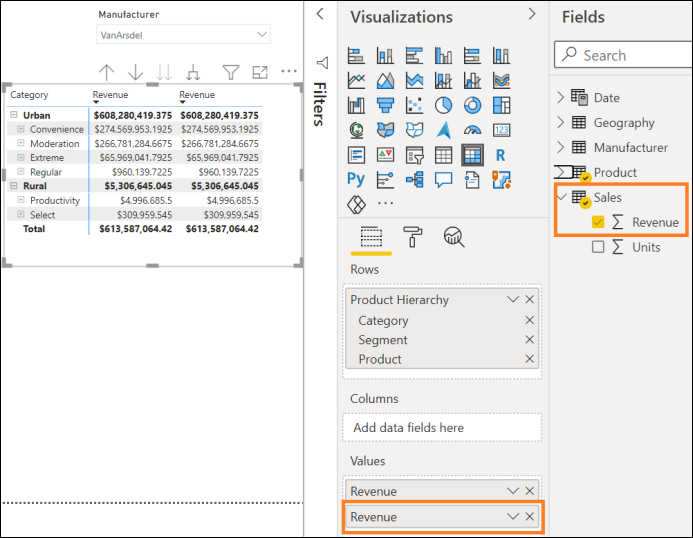 Manufacturer
VanArsdel
Category Revenue Revenue
Urban $608,280,419.375 $608,280,419.375
Convenience $274,569,953.1925 $274,569,953.1925
Moderation $266,781,284.6675 $266,781,284.6675
Extreme $65,969,041.7925 $65,969,041.7925
Regular $960,139.7225 $960,139.7225
Rural $5,306,645.045 $5,306,645.045
Productivity $4,996,685.5 $4,996,685.5
Select $309,959.545 $309,959.545
Total $613,587,064.42 $613,587,064.42
Filters
Visualizations
123
R
Py
Rows
Product Hierarchy
Category
Segment
Product
Columns
Add data fields here
Values
Revenue
Revenue
Fields
Search
Date
Geography
Manufacturer
Product
Sales
Revenue
Units